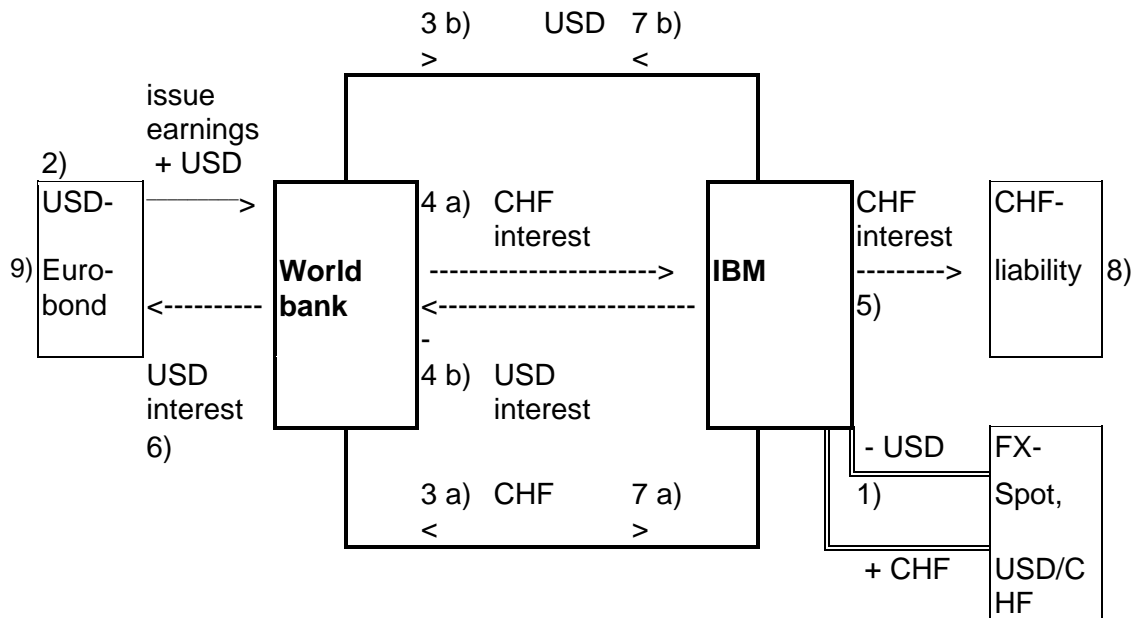 3 b) USD 7 b)
> <
issue
earnings
+ USD
2)
USD-
>
4 a) CHF
interest
CHF
interest
CHF-
9) Euro-
bond
World
bank
----------------------->
IBM
--------->
liability 8)
<----------
<------------------------
-
5)
USD
interest
6)
4 b) USD
interest
- USD
1)
+ CHF
FX-
Spot,
USD/C
HF
3 a) CHF 7 a)
< >